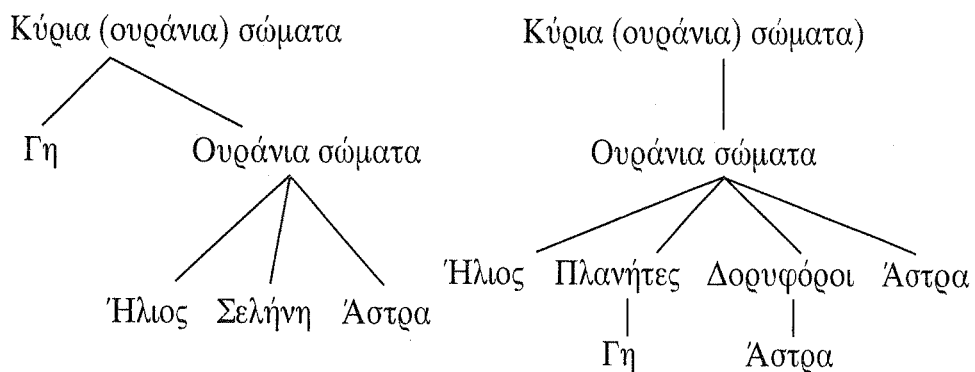 Κύρια (ουράνια) σώματα
Γη
Ουράνια σώματα
Ήλιος
Σελήνη
Άστρα
Κύρια (ουράνια) σώματα)
Ουράνια σώματα
Ήλιος
Πλανήτες
Δορυφόροι
Άστρα
Γη
Άστρα